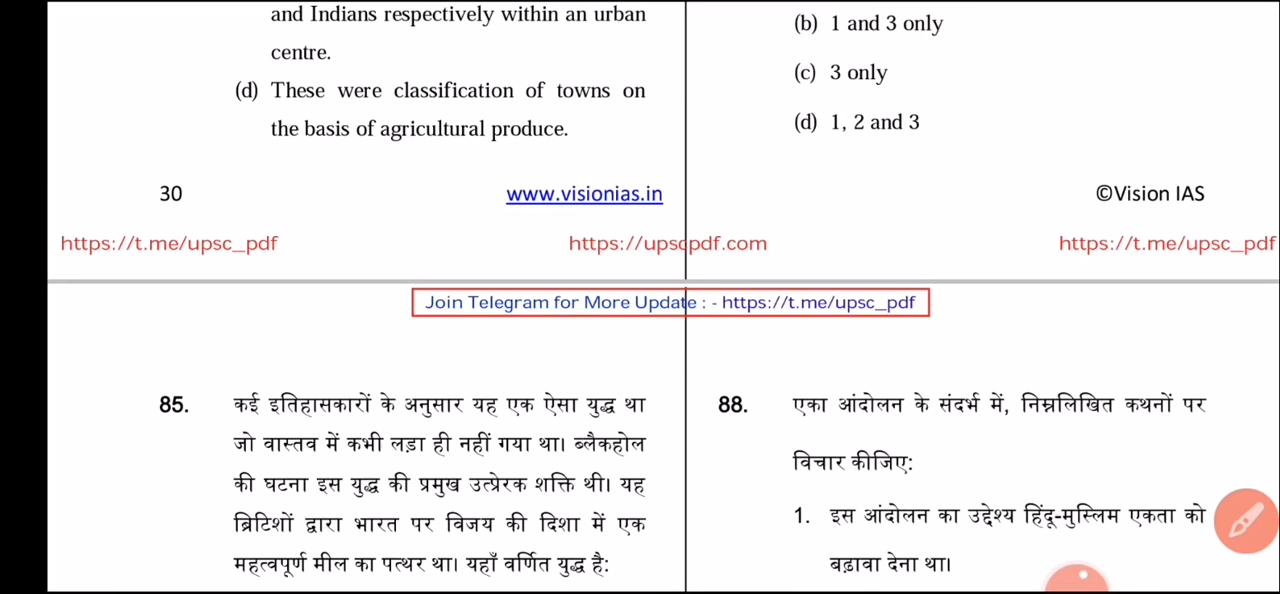 and Indians respectively within an urban
centre.
(d) These were classification of towns on
the basis of agricultural produce.
(b) 1 and 3 only
(c) 3 only
(d) 1, 2 and 3
30 www.visionias.in ©Vision IAS
https://t.me/upsc_pdf https://upscpdf.com https://t.me/upsc_pdf
Join Telegram for More Update : - https://t.me/upsc_pdf
85. कई इतिहासकारों के अनुसार यह एक ऐसा युद्ध था
जो वास्तव में कभी लड़ा ही नहीं गया था। ब्लैकहोल
की घटना इस युद्ध की प्रमुख उत्प्रेरक शक्ति थी। यह
ब्रिटिशों द्वारा भारत पर विजय की दिशा में एक
महत्वपूर्ण मील का पत्थर था। यहाँ वर्णित युद्ध है:
88. एका आंदोलन के संदर्भ में, निम्नलिखित कथनों पर
विचार कीजिए:
1. इस आंदोलन का उद्देश्य हिंदू-मुस्लिम एकता को
बढ़ावा देना था।